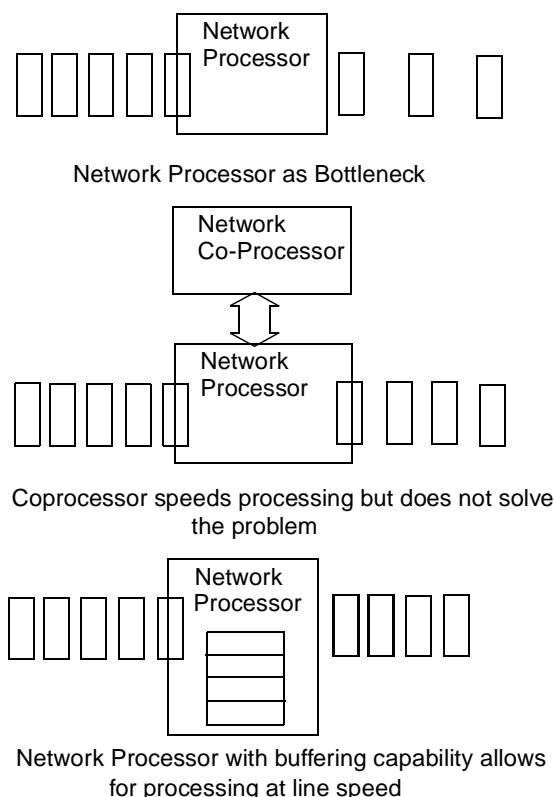 Network
Processor
Network Processor as Bottleneck
Network
Co-Processor
Network
Processor
Coprocessor speeds processing but does not solve
the problem
Network
Processor
Network Processor with buffering capability allows
for processing at line speed